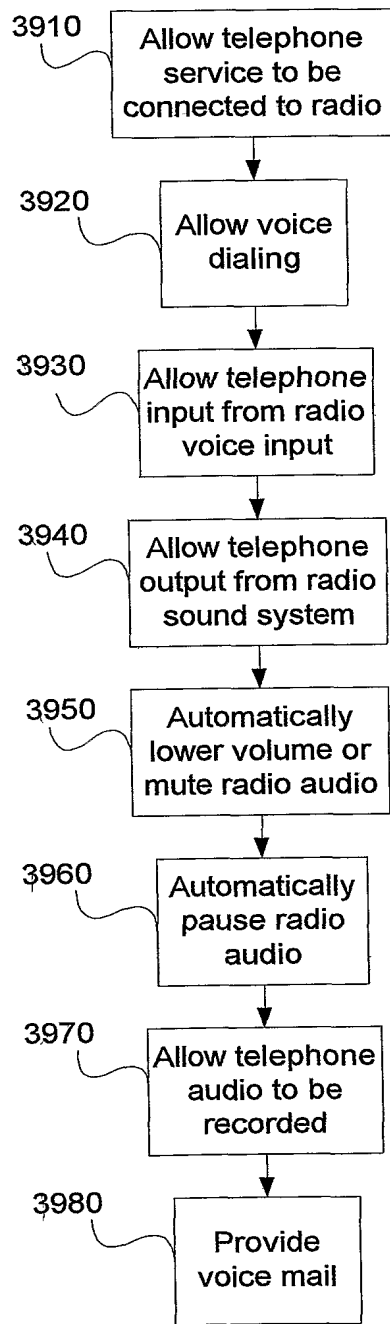 3910
Allow telephone
service to be
connected to radio
3920
Allow voice
dialing
3930
Allow telephone
input from radio
voice input
3940
Allow telephone
output from radio
sound system
3950
Automatically
lower volume or
mute radio audio
3960
Automatically
pause radio
audio
3970
Allow telephone
audio to be
recorded
3980
Provide
voice mail